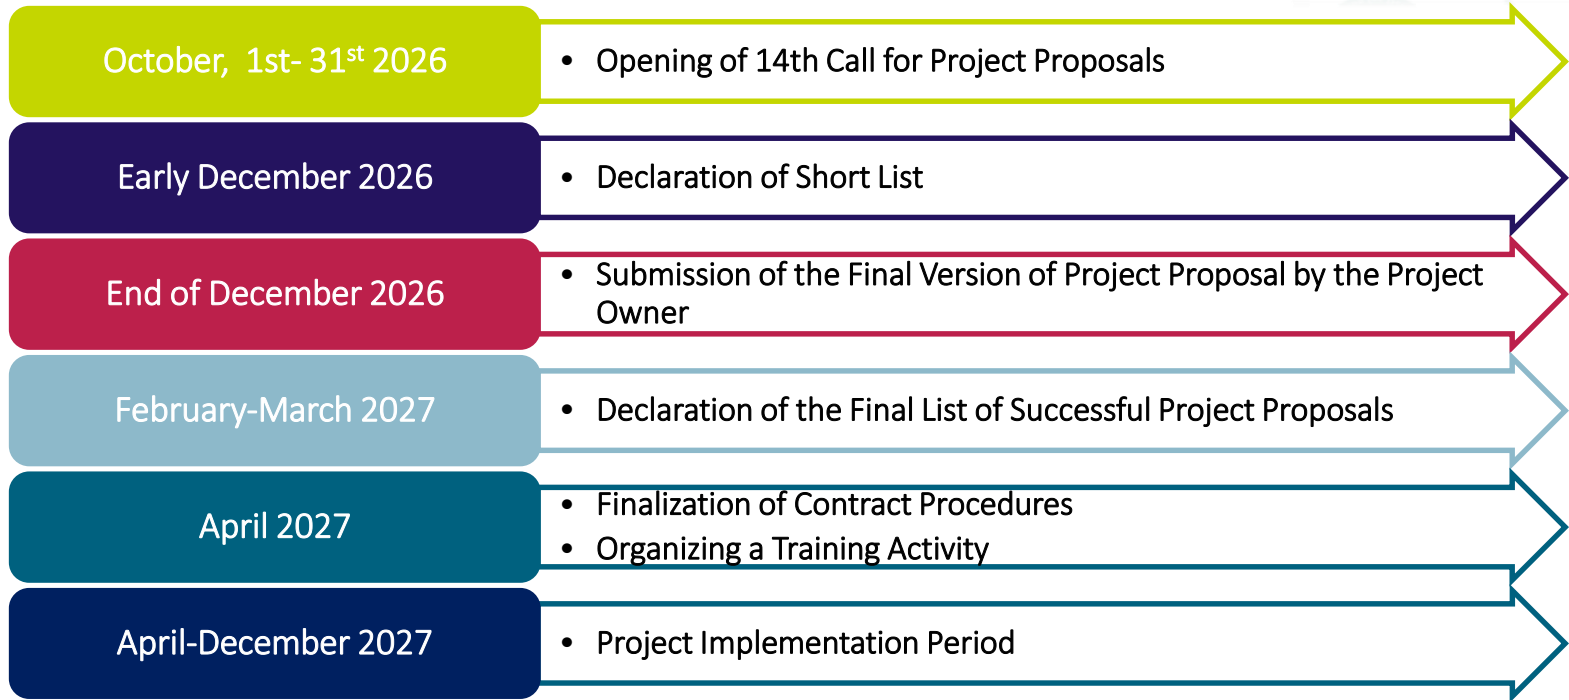 October, 1st- 31st 2026
• Opening of 14th Call for Project Proposals
Early December 2026
• Declaration of Short List
End of December 2026
• Submission of the Final Version of Project Proposal by the Project
Owner
February-March 2027
• Declaration of the Final List of Successful Project Proposals
April 2027
• Finalization of Contract Procedures
• Organizing a Training Activity
April-December 2027
• Project Implementation Period